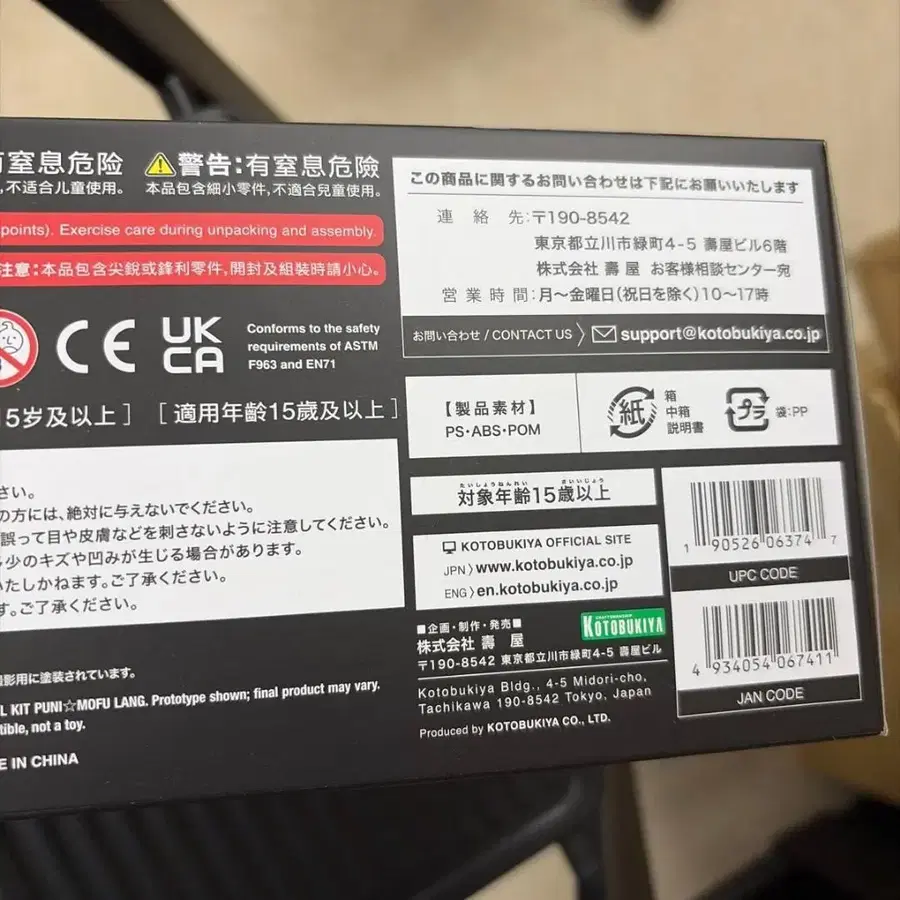 有窒息危险
,不适合儿童使用。
警告:有窒息危險
本品包含細小零件,不適合兒童使用。
points). Exercise care during unpacking and assembly.
注意:本品包含尖銳或鋒利零件,開封及組裝時請小心。
CE
UK
CA
Conforms to the safety
requirements of ASTM
F963 and EN71
15岁及以上］
［適用年齡15歲及以上］
さい。
の方には、絶対に与えないでください。
誤って目や皮膚などを刺さないように注意してください。
多少のキズや凹みが生じる場合があります。
いたしかねます。ご了承ください。
す。ご了承ください。
撮影用に塗装されています。
L KIT PUNI☆MOFU LANG. Prototype shown; final product may vary.
tible, not a toy.
E IN CHINA
この商品に関するお問い合わせは下記にお願いいたします
連絡先:〒190-8542
東京都立川市緑町4-5 壽屋ビル6階
株式会社 壽屋 お客様相談センター宛
営業時間:月〜金曜日(祝日を除く)10〜17時
お問い合わせ / CONTACT US 〉 support@kotobukiya.co.jp
【製品素材】
PS・ABS・POM
紙
箱
中箱
説明書
プラ
袋:PP
たいしょうねんれい さいいじょう
対象年齢15歳以上
KOTOBUKIYA OFFICIAL SITE
JPN 〉www.kotobukiya.co.jp
ENG 〉en.kotobukiya.co.jp
■企画・制作・発売■
株式会社 壽屋
KOTOBUKIYA
〒190-8542 東京都立川市緑町4-5 壽屋ビル
Kotobukiya Bldg., 4-5 Midori-cho,
Tachikawa 190-8542 Tokyo, Japan
Produced by KOTOBUKIYA CO., LTD.
1 90526 06374 7
UPC CODE
4 934054 067411
JAN CODE